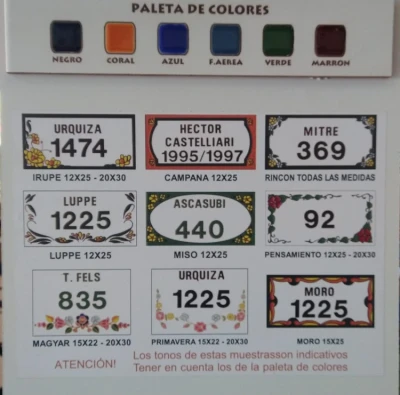 PALETA DE COLORES
NEGRO CORAL AZUL F.AEREA VERDE MARRON
URQUIZA
1474
IRUPE 12X25 - 20X30
HECTOR
CASTELLIARI
1995/1997
CAMPANA 12X25
MITRE
369
RINCON TODAS LAS MEDIDAS
LUPPE
1225
LUPPE 12X25
ASCASUBI
440
MISO 12X25
92
PENSAMIENTO 12X25 - 20X30
T. FELS
835
MAGYAR 15X22 - 20X30
URQUIZA
1225
PRIMAVERA 15X22 - 20X30
MORO
1225
MORO 15X25
ATENCIÓN! Los tonos de estas muestrasson indicativos
Tener en cuenta los de la paleta de colores